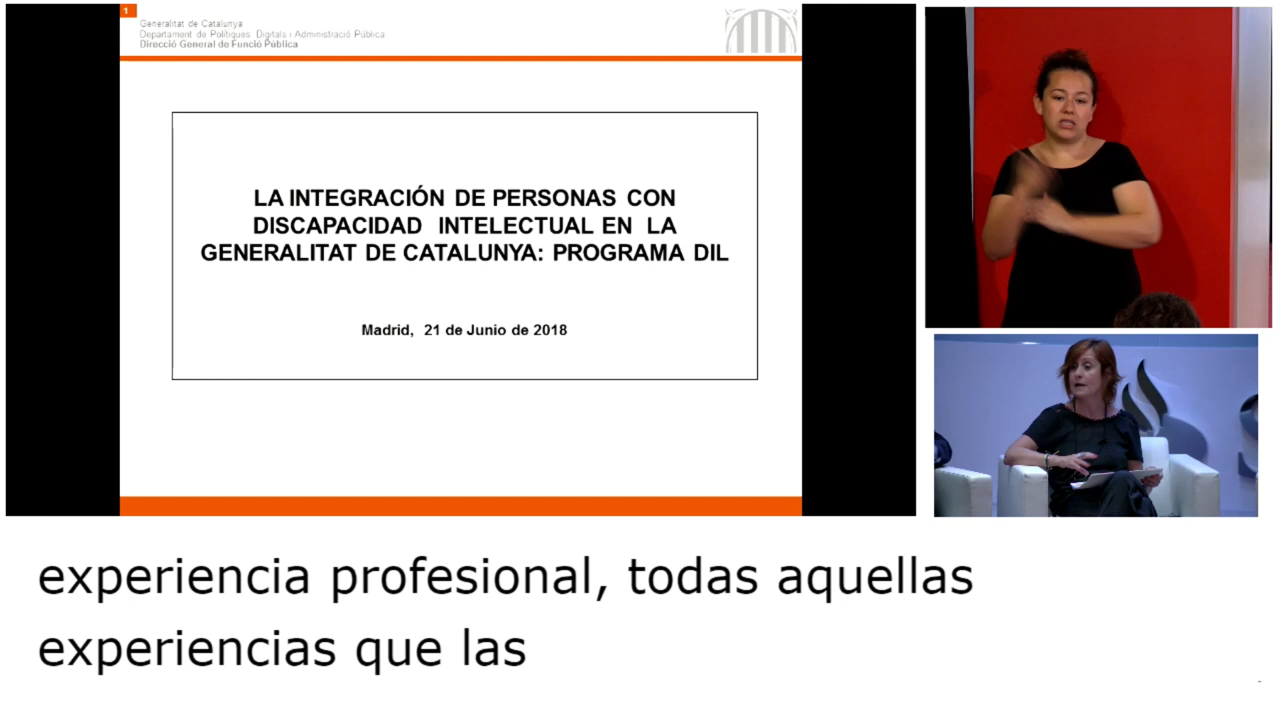 1
Generalitat de Catalunya
Departament de Polítiques Digitals i Administració Pública
Direcció General de Funció Pública
LA INTEGRACIÓN DE PERSONAS CON
DISCAPACIDAD INTELECTUAL EN LA
GENERALITAT DE CATALUNYA: PROGRAMA DIL
Madrid, 21 de Junio de 2018
experiencia profesional, todas aquellas
experiencias que las